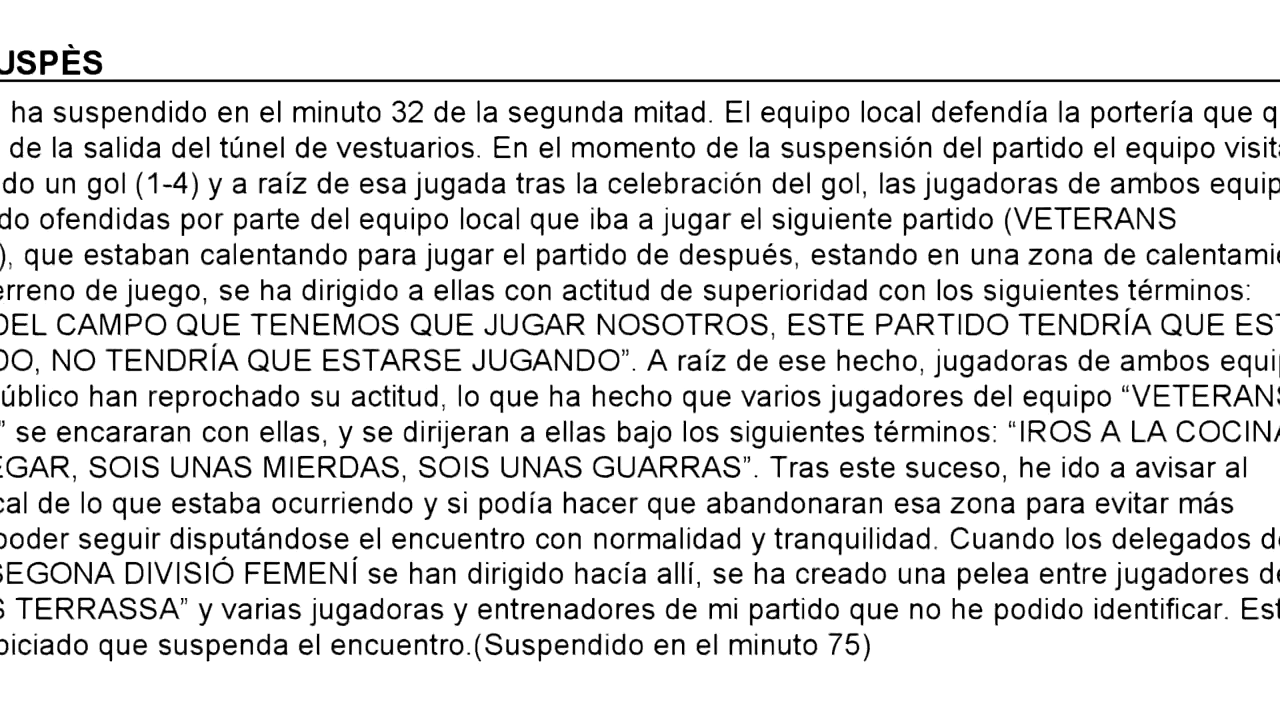 USPÈS
ha suspendido en el minuto 32 de la segunda mitad. El equipo local defendía la portería que q
de la salida del túnel de vestuarios. En el momento de la suspensión del partido el equipo visita
do un gol (1-4) y a raíz de esa jugada tras la celebración del gol, las jugadoras de ambos equip
do ofendidas por parte del equipo local que iba a jugar el siguiente partido (VETERANS
), que estaban calentando para jugar el partido de después, estando en una zona de calentamie
erreno de juego, se ha dirigido a ellas con actitud de superioridad con los siguientes términos:
DEL CAMPO QUE TENEMOS QUE JUGAR NOSOTROS, ESTE PARTIDO TENDRÍA QUE EST
DO, NO TENDRÍA QUE ESTARSE JUGANDO”. A raíz de ese hecho, jugadoras de ambos equip
úblico han reprochado su actitud, lo que ha hecho que varios jugadores del equipo “VETERANS
” se encararan con ellas, y se dirijeran a ellas bajo los siguientes términos: “IROS A LA COCINA
EGAR, SOIS UNAS MIERDAS, SOIS UNAS GUARRAS”. Tras este suceso, he ido a avisar al
cal de lo que estaba ocurriendo y si podía hacer que abandonaran esa zona para evitar más
poder seguir disputándose el encuentro con normalidad y tranquilidad. Cuando los delegados de
SEGONA DIVISIÓ FEMENÍ se han dirigido hacía allí, se ha creado una pelea entre jugadores de
S TERRASSA” y varias jugadoras y entrenadores de mi partido que no he podido identificar. Est
piciado que suspenda el encuentro.(Suspendido en el minuto 75)